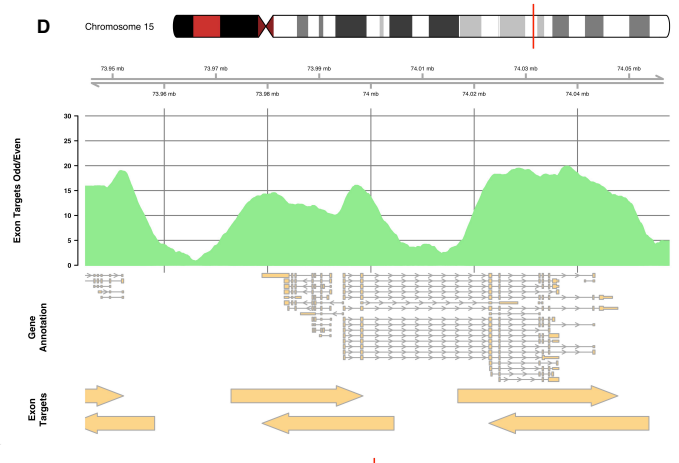 D
Chromosome 15
73.95 mb
73.97 mb
73.99 mb
74.01 mb
74.03 mb
74.05 mb
73.96 mb
73.98 mb
74 mb
74.02 mb
74.04 mb
Exon Targets Odd/Even
30
25
20
15
10
5
0
Gene
Annotation
Exon
Targets